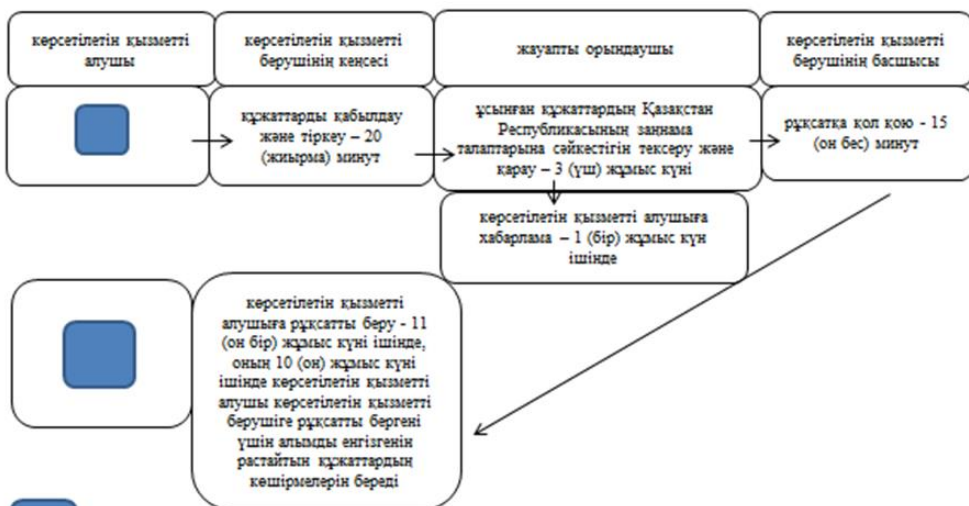 көрсетілетін қызметті
алушы
көрсетілетін қызметті
берушінің кеңсесі
жауапты орындаушы
көрсетілетін қызметті
берушінің басшысы
құжаттарды қабылдау
және тіркеу – 20
(жиырма) минут
ұсынған құжаттардың Қазақстан
Республикасының заңнама
талаптарына сәйкестігін тексеру және
қарау – 3 (үш) жұмыс күні
рұқсатқа қол қою - 15
(он бес) минут
көрсетілетін қызметті алушыға
хабарлама – 1 (бір) жұмыс күн
ішінде
көрсетілетін қызметті
алушыға рұқсатты беру - 11
(он бір) жұмыс күні ішінде,
оның 10 (он) жұмыс күні
ішінде көрсетілетін қызметті
алушы көрсетілетін қызметті
берушіге рұқсатты бергені
үшін алымды енгізгенін
растайтын құжаттардың
көшірмелерін береді